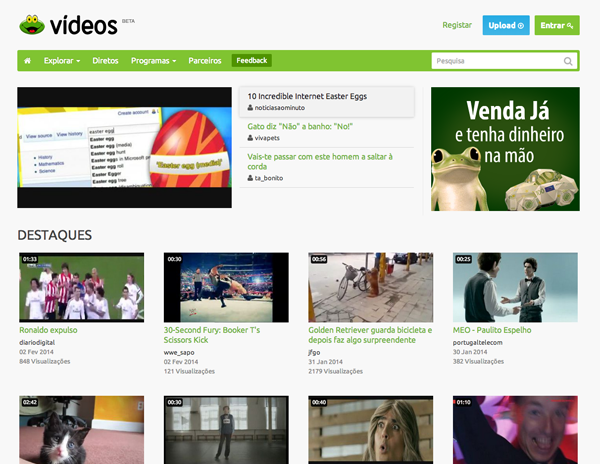 vídeos BETA
Registar Upload Entrar
Explorar Diretos Programas Parceiros Feedback Pesquisa
Create account
View source View history
easter egg
Easter egg
History
Easter egg (media)
Mathematics
Easter egg hunt
Science
Easter eggs in Microsoft pro
Easter egg roll
Easter Eggor
Easter egg tree
"Easter egg (media)"
10 Incredible Internet Easter Eggs
noticiasaominuto
Gato diz "Não" a banho: "No!"
vivapets
Vais-te passar com este homem a saltar à
corda
ta_bonito
Venda Já
e tenha dinheiro
na mão
DESTAQUES
01:33
Ronaldo expulso
diariodigital
02 Fev 2014
848 Visualizações
00:30
30-Second Fury: Booker T's
Scissors Kick
wwe_sapo
02 Fev 2014
121 Visualizações
00:56
Golden Retriever guarda bicicleta e
depois faz algo surpreendente
jfgo
31 Jan 2014
2179 Visualizações
00:25
MEO - Paulito Espelho
portugaltelecom
30 Jan 2014
382 Visualizações
02:42
00:30
00:40
01:10